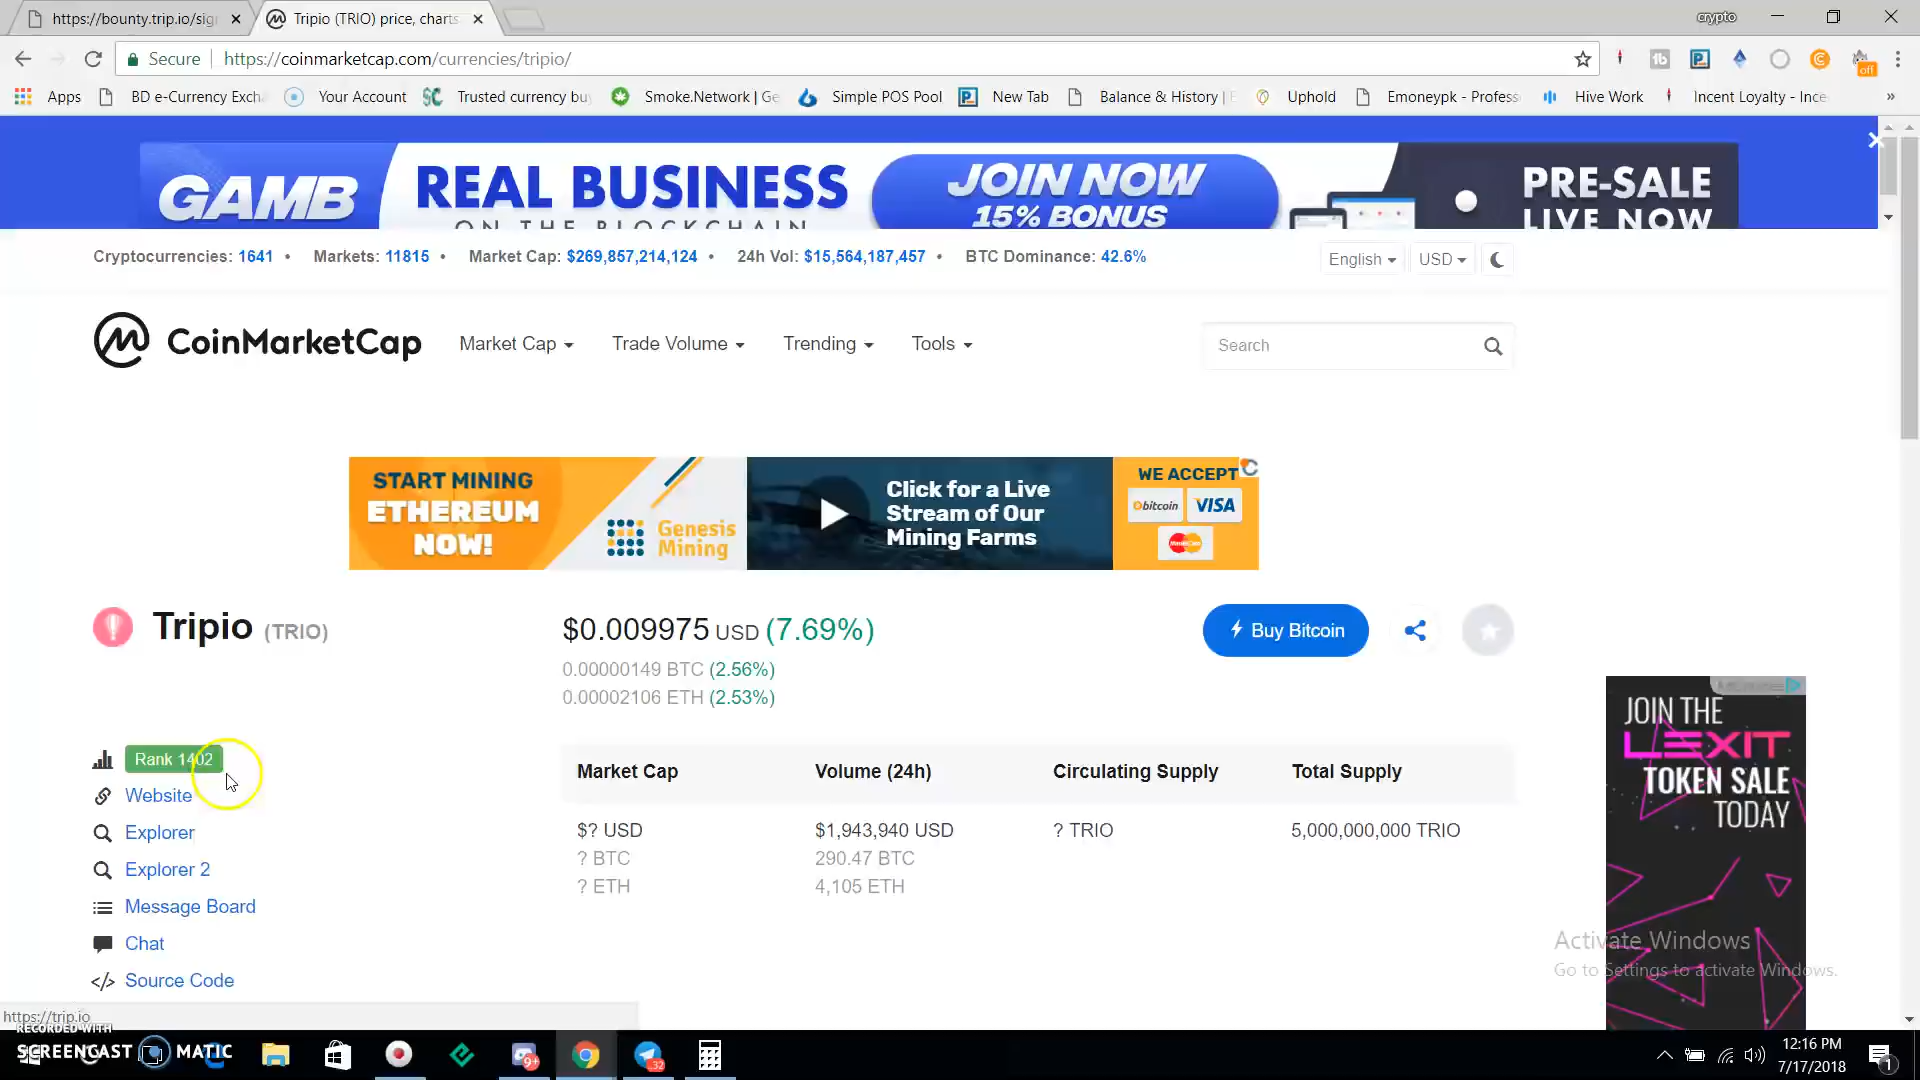 https://bounty.trip.io/sig
Tripio (TRIO) price, charts
crypto
Secure
https://coinmarketcap.com/currencies/tripio/
off
Apps
BD e-Currency Excha
Your Account
Trusted currency bu
Smoke.Network | Ge
Simple POS Pool
New Tab
Balance & History | E
Uphold
Emoneypk - Profess
Hive Work
Incent Loyalty - Ince
»
GAMB
REAL BUSINESS
ON THE BLOCKCHAIN
JOIN NOW
15% BONUS
PRE-SALE
LIVE NOW
Cryptocurrencies: 1641 • Markets: 11815 • Market Cap: $269,857,214,124 • 24h Vol: $15,564,187,457 • BTC Dominance: 42.6%
English
USD
CoinMarketCap
Market Cap
Trade Volume
Trending
Tools
Search
START MINING
ETHEREUM
NOW!
Genesis
Mining
Click for a Live
Stream of Our
Mining Farms
WE ACCEPT
bitcoin
VISA
MasterCard
Tripio (TRIO)
$0.009975 USD (7.69%)
0.00000149 BTC (2.56%)
0.00002106 ETH (2.53%)
Buy Bitcoin
Rank 1402
Website
Explorer
Explorer 2
Message Board
Chat
Source Code
Market Cap
Volume (24h)
Circulating Supply
Total Supply
$? USD
$1,943,940 USD
? TRIO
5,000,000,000 TRIO
? BTC
290.47 BTC
? ETH
4,105 ETH
JOIN THE
LEXIT
TOKEN SALE
TODAY
Activate Windows
Go to Settings to activate Windows.
https://trip.io
RECORDED WITH
SCREENCAST MATIC
9+
32
12:16 PM
7/17/2018
1